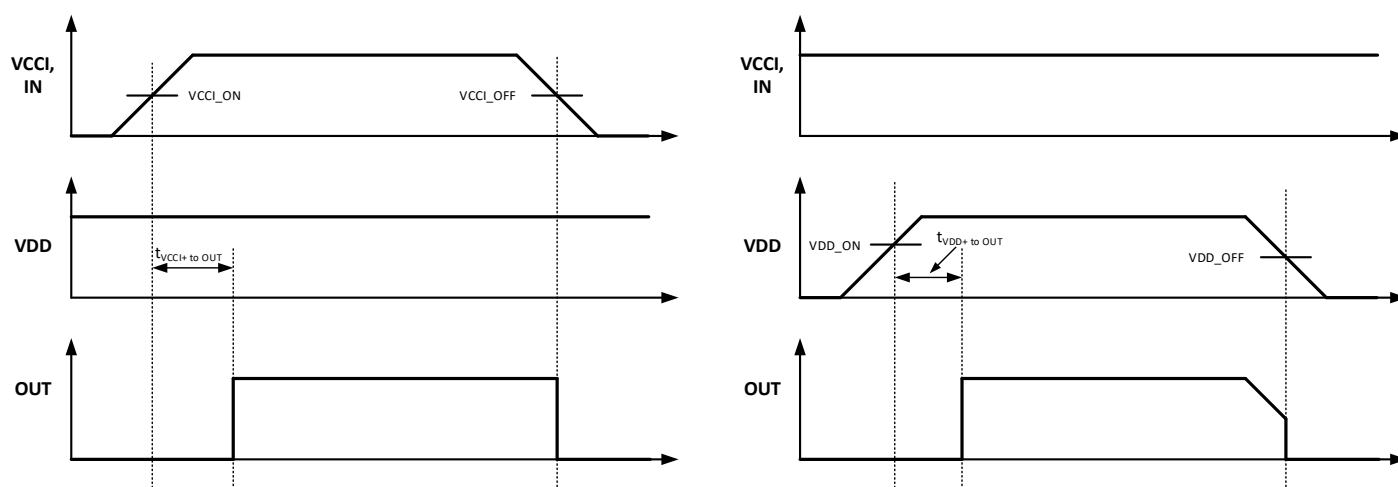 VCCI,
IN
VCCI_ON
VCCI_OFF
VDD
tVCCI+ to OUT
OUT
VCCI,
IN
VDD
VDD_ON
tVDD+ to OUT
VDD_OFF
OUT